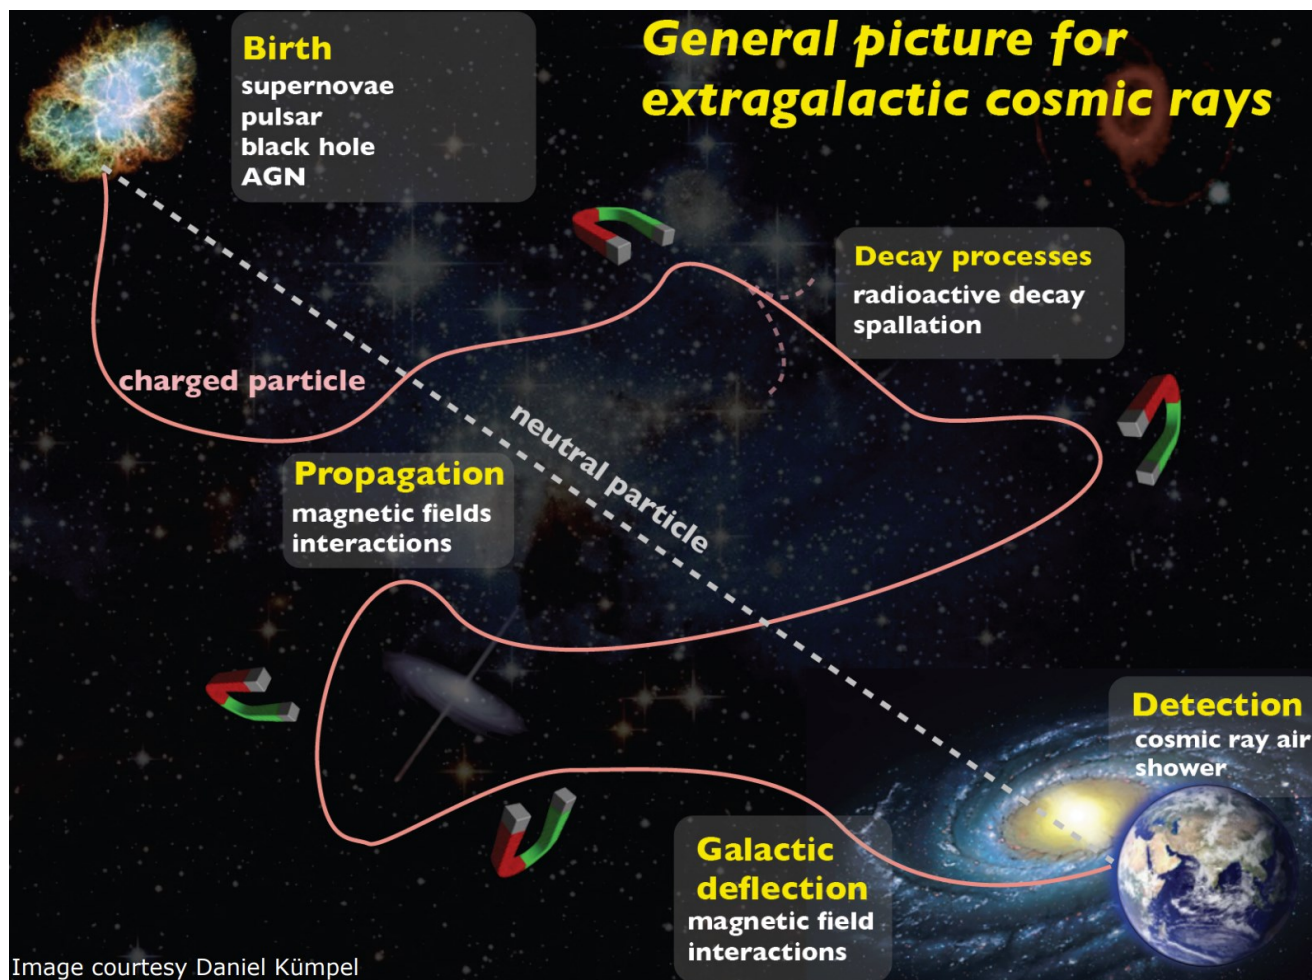 General picture for
extragalactic cosmic rays
Birth
supernovae
pulsar
black hole
AGN
Decay processes
radioactive decay
spallation
charged particle
neutral particle
Propagation
magnetic fields
interactions
Detection
cosmic ray air
shower
Galactic
deflection
magnetic field
interactions
Image courtesy Daniel Kümpel